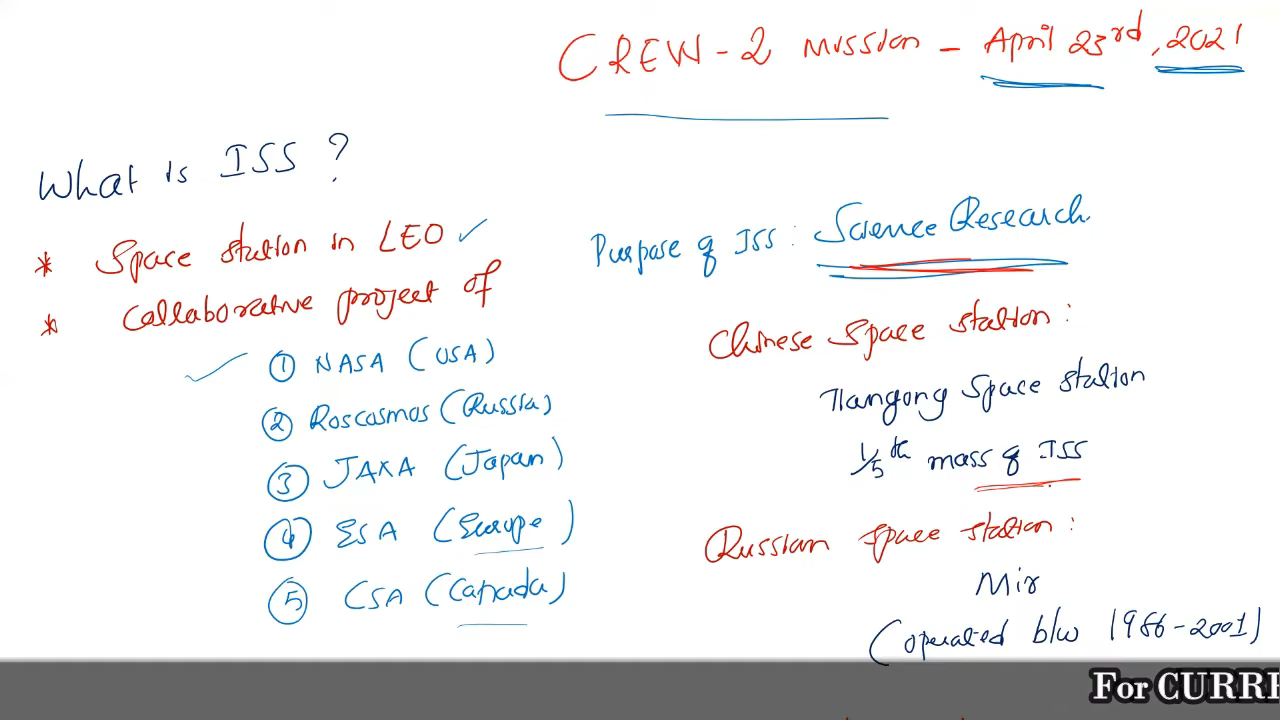 CREW-2 Mission - April 23rd, 2021
What is ISS ?
* Space station in LEO ✓
* Collaborative project of
① NASA (USA)
② Roscosmos (Russia)
③ JAXA (Japan)
④ ESA (Europe)
⑤ CSA (Canada)
Purpose of ISS : Science Research
Chinese Space station :
Tiangong Space station
1/5th mass of ISS
Russian space station :
Mir
(operated b/w 1986-2001)
For CURRE